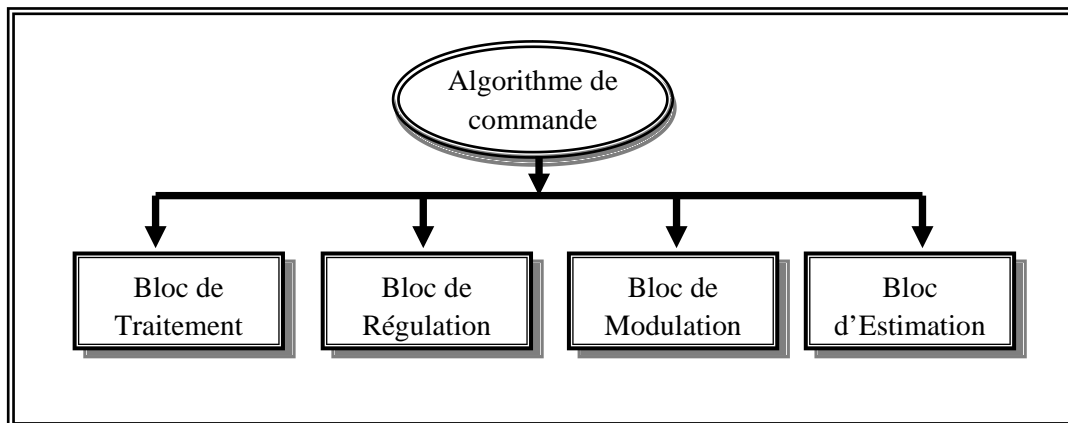 Algorithme de
commande
Bloc de
Traitement
Bloc de
Régulation
Bloc de
Modulation
Bloc
d’Estimation